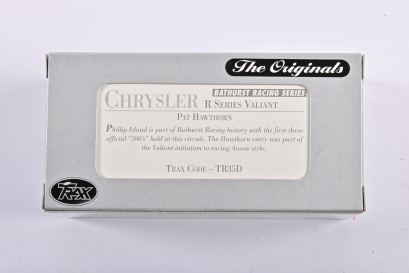 The Originals
BATHURST RACING SERIES
CHRYSLER R SERIES VALIANT
PAT HAWTHORN
Phillip Island is part of Bathurst Racing history with the first three
official "500's" held at this circuit. The Hawthorn entry was part of
the Valiant initiation to racing Aussie style.
TRAX CODE – TR35D
TRAX